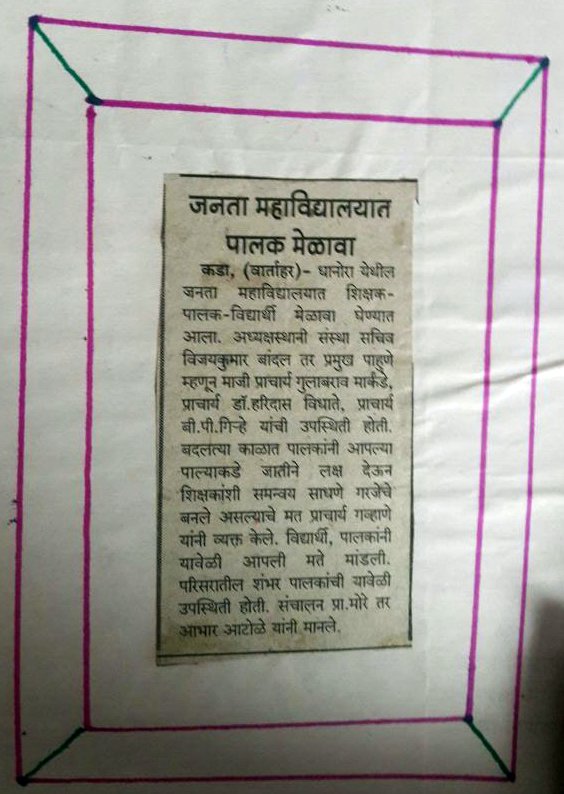 जनता महाविद्यालयात
पालक मेळावा
कडा, (वार्ताहर)- धानोरा येथील
जनता महाविद्यालयात शिक्षक-
पालक-विद्यार्थी मेळावा घेण्यात
आला. अध्यक्षस्थानी संस्था सचिव
विजयकुमार बांदल तर प्रमुख पाहुणे
म्हणून माजी प्राचार्य गुलाबराव मार्कंडे,
प्राचार्य डॉ.हरिदास विधाते, प्राचार्य
बी.पी.गिऱ्हे यांची उपस्थिती होती.
बदलत्या काळात पालकांनी आपल्या
पाल्याकडे जातीने लक्ष देऊन
शिक्षकांशी समन्वय साधणे गरजेचे
बनले असल्याचे मत प्राचार्य गव्हाणे
यांनी व्यक्त केले. विद्यार्थी, पालकांनी
यावेळी आपली मते मांडली.
परिसरातील शंभर पालकांची यावेळी
उपस्थिती होती. संचालन प्रा.मोरे तर
आभार आटोळे यांनी मानले.